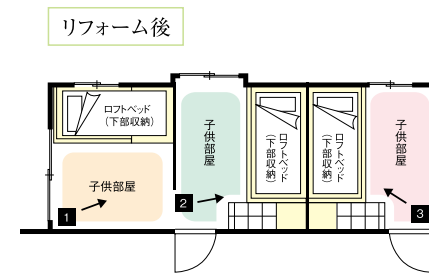 リフォーム後
ロフトベッド
（下部収納）
子供部屋
1
子供部屋
2
ロフトベッド
（下部収納）
ロフトベッド
（下部収納）
子供部屋
3